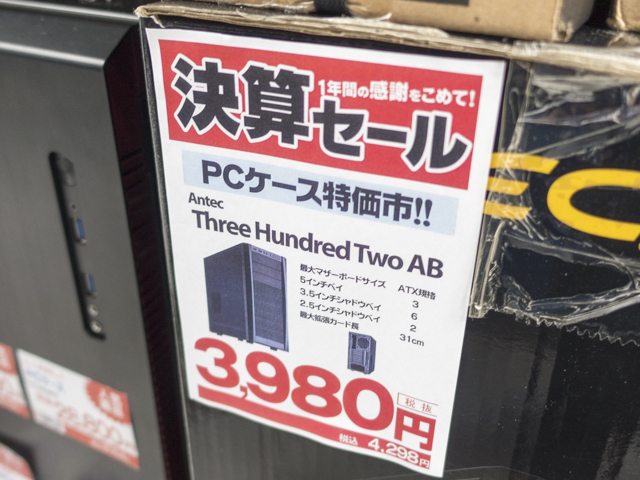 決算セール
1年間の感謝をこめて!
PCケース特価市!!
Antec
Three Hundred Two AB
最大マザーボードサイズ ATX規格
5インチベイ 3
3.5インチシャドウベイ 6
2.5インチシャドウベイ 2
最大拡張カード長 31cm
3,980円
税抜
税込 4,298円